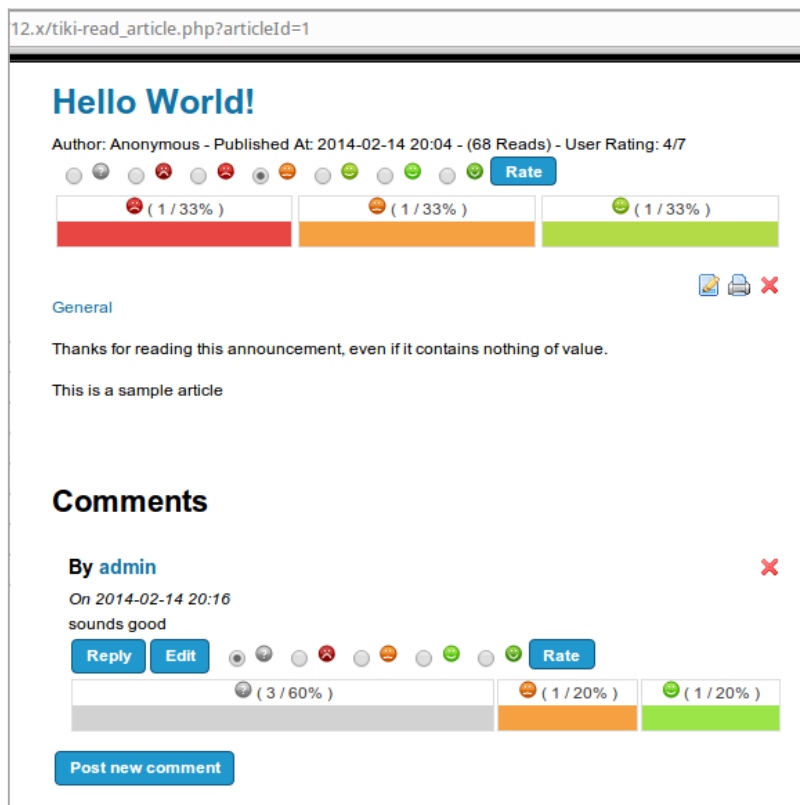 12.x/tiki-read_article.php?articleId=1
Hello World!
Author: Anonymous - Published At: 2014-02-14 20:04 - (68 Reads) - User Rating: 4/7
Rate
( 1 / 33% ) ( 1 / 33% ) ( 1 / 33% )
General
Thanks for reading this announcement, even if it contains nothing of value.
This is a sample article
Comments
By admin
On 2014-02-14 20:16
sounds good
Reply Edit Rate
( 3 / 60% ) ( 1 / 20% ) ( 1 / 20% )
Post new comment